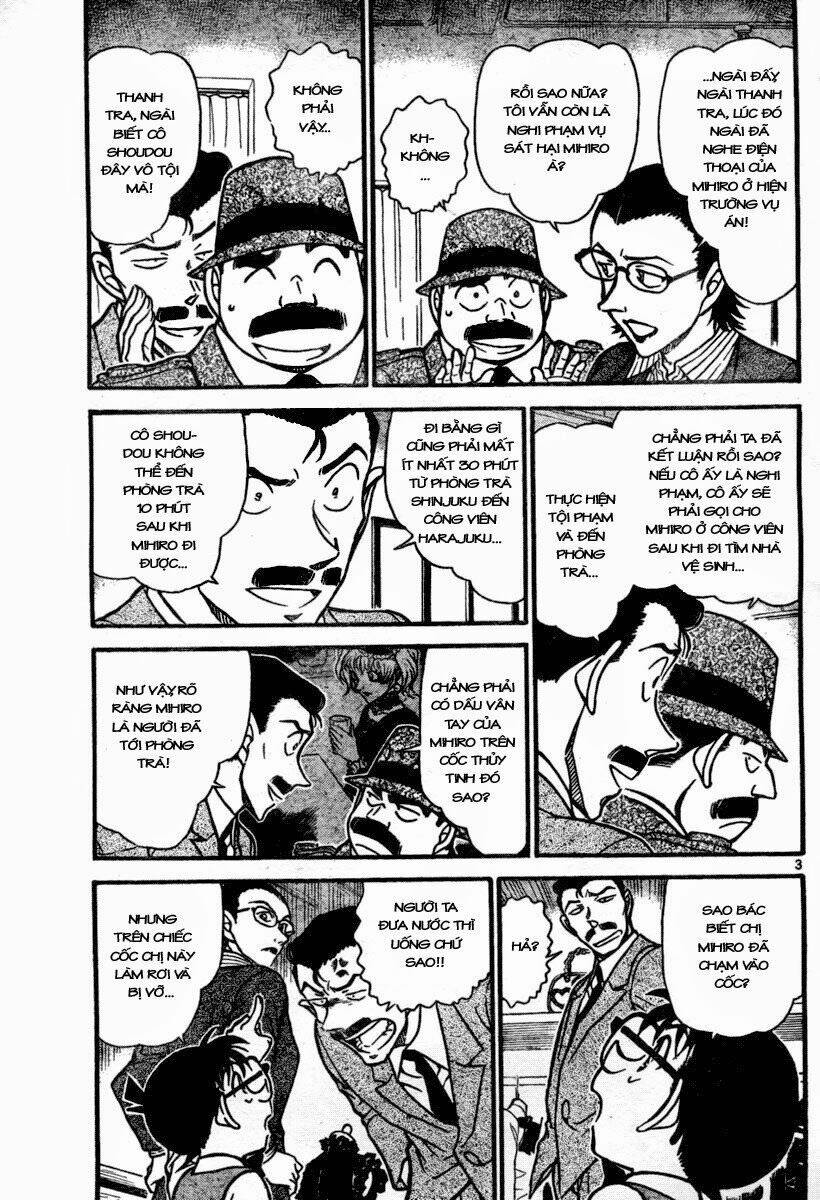 ...NGÀI ĐẤY,
NGÀI THANH
TRA, LÚC ĐÓ
NGÀI ĐÃ
NGHE ĐIỆN
THOẠI CỦA
MIHIRO Ở HIỆN
TRƯỜNG VỤ
ÁN!
RỒI SAO NỮA?
TÔI VẪN CÒN LÀ
NGHI PHẠM VỤ
SÁT HẠI MIHIRO
À?
KH-
KHÔNG
...
KHÔNG
PHẢI
VẬY...
THANH
TRA, NGÀI
BIẾT CÔ
SHOUDOU
ĐÂY VÔ TỘI
MÀ!
CHẲNG PHẢI TA ĐÃ
KẾT LUẬN RỒI SAO?
NẾU CÔ ẤY LÀ NGHI
PHẠM, CÔ ẤY SẼ
PHẢI GỌI CHO
MIHIRO Ở CÔNG VIÊN
SAU KHI ĐI TÌM NHÀ
VỆ SINH...
THỰC HIỆN
TỘI PHẠM
VÀ ĐẾN
PHÒNG
TRÀ...
ĐI BẰNG GÌ
CŨNG PHẢI MẤT
ÍT NHẤT 30 PHÚT
TỪ PHÒNG TRÀ
SHINJUKU ĐẾN
CÔNG VIÊN
HARAJUKU...
CÔ SHOU-
DOU KHÔNG
THỂ ĐẾN
PHÒNG TRÀ
10 PHÚT
SAU KHI
MIHIRO ĐI
ĐƯỢC...
CHẲNG PHẢI
CÓ DẤU VÂN
TAY CỦA
MIHIRO TRÊN
CỐC THỦY
TINH ĐÓ
SAO?
NHƯ VẬY, RÕ
RÀNG MIHIRO
LÀ NGƯỜI ĐÃ
TỚI PHÒNG
TRÀ!
3
SAO BÁC
BIẾT CHỊ
MIHIRO ĐÃ
CHẠM VÀO
CỐC?
HẢ?
NGƯỜI TA
ĐƯA NƯỚC THÌ
UỐNG CHỨ
SAO!!
NHƯNG
TRÊN CHIẾC
CỐC CHỊ NÀY
LÀM RƠI VÀ
BỊ VỠ...